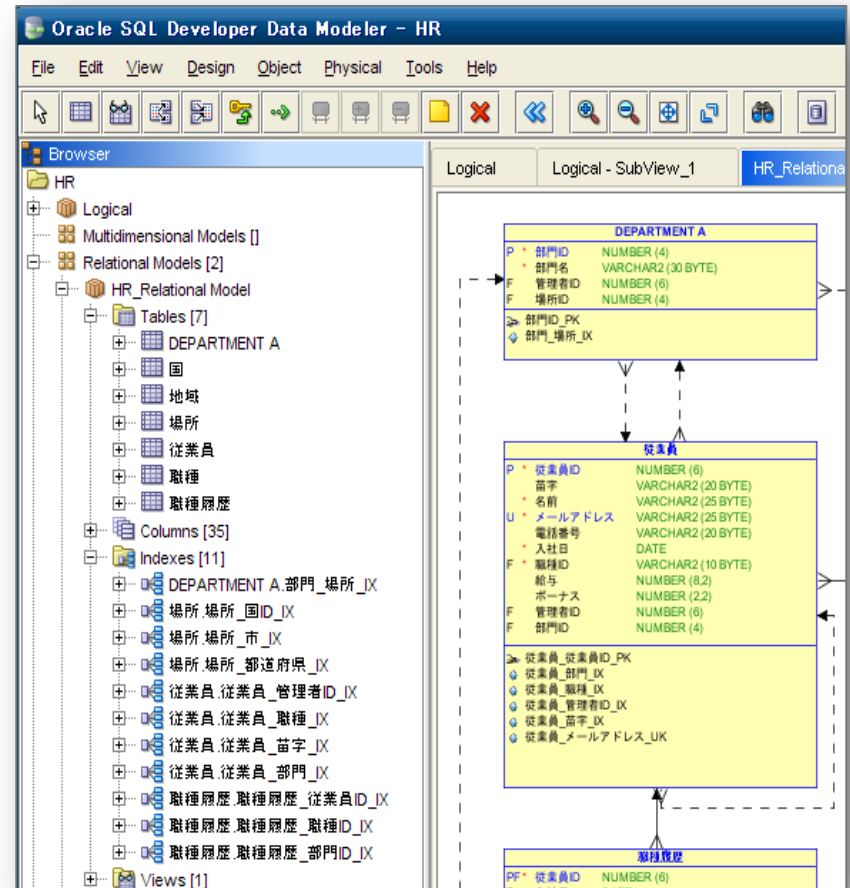 Oracle SQL Developer Data Modeler - HR
File Edit View Design Object Physical Tools Help
Browser
HR
Logical
Multidimensional Models []
Relational Models [2]
HR_Relational Model
Tables [7]
DEPARTMENT A
国
地域
場所
従業員
職種
職種履歴
Columns [35]
Indexes [11]
DEPARTMENT A.部門_場所_IX
場所.場所_国ID_IX
場所.場所_市_IX
場所.場所_都道府県_IX
従業員.従業員_管理者ID_IX
従業員.従業員_職種_IX
従業員.従業員_苗字_IX
従業員.従業員_部門_IX
職種履歴.職種履歴_従業員ID_IX
職種履歴.職種履歴_職種ID_IX
職種履歴.職種履歴_部門ID_IX
Views [1]
Logical Logical - SubView_1 HR_Relationa
DEPARTMENT A
P * 部門ID NUMBER (4)
* 部門名 VARCHAR2 (30 BYTE)
F 管理者ID NUMBER (6)
F 場所ID NUMBER (4)
部門ID_PK
部門_場所_IX
従業員
P * 従業員ID NUMBER (6)
苗字 VARCHAR2 (20 BYTE)
* 名前 VARCHAR2 (25 BYTE)
U * メールアドレス VARCHAR2 (25 BYTE)
電話番号 VARCHAR2 (20 BYTE)
* 入社日 DATE
F * 職種ID VARCHAR2 (10 BYTE)
給与 NUMBER (8,2)
ボーナス NUMBER (2,2)
F 管理者ID NUMBER (6)
F 部門ID NUMBER (4)
従業員_従業員ID_PK
従業員_部門_IX
従業員_職種_IX
従業員_管理者ID_IX
従業員_苗字_IX
従業員_メールアドレス_UK
職種履歴
PF* 従業員ID NUMBER (6)